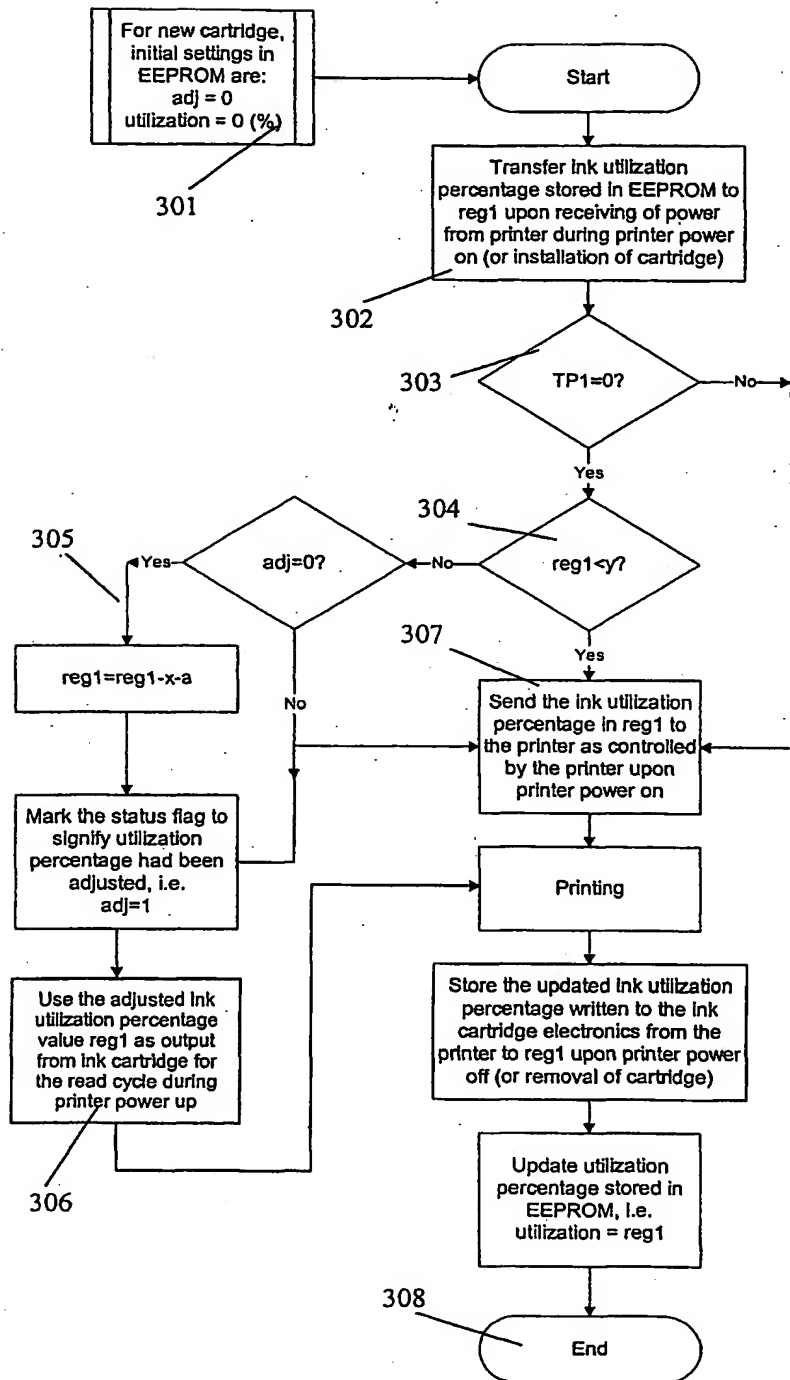 For new cartridge,
initial settings in
EEPROM are:
adj = 0
utilization = 0 (%)
301
Start
Transfer ink utilization
percentage stored in EEPROM to
reg1 upon receiving of power
from printer during printer power
on (or installation of cartridge)
302
303
TP1=0?
No
Yes
304
reg1<y?
No
Yes
adj=0?
305
Yes
No
reg1=reg1-x-a
307
Send the ink utilization
percentage in reg1 to
the printer as controlled
by the printer upon
printer power on
Mark the status flag to
signify utilization
percentage had been
adjusted, i.e.
adj=1
Printing
Use the adjusted ink
utilization percentage
value reg1 as output
from ink cartridge for
the read cycle during
printer power up
306
Store the updated ink utilization
percentage written to the ink
cartridge electronics from the
printer to reg1 upon printer power
off (or removal of cartridge)
Update utilization
percentage stored in
EEPROM, i.e.
utilization = reg1
308
End